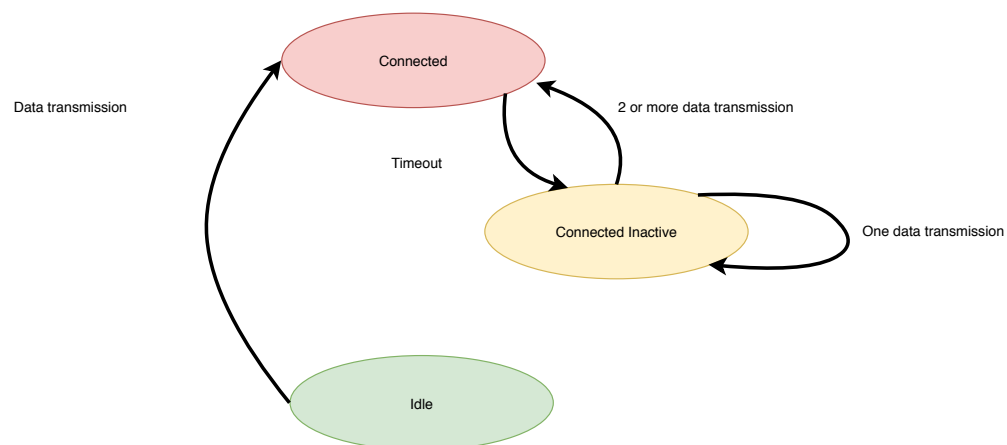 Connected
Data transmission
2 or more data transmission
Timeout
Connected Inactive
One data transmission
Idle